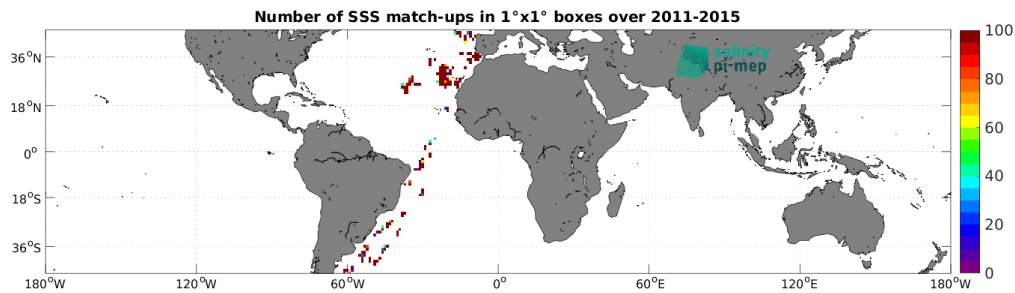 Number of SSS match-ups in 1°x1° boxes over 2011-2015
salinity
pi-mep
36°N
18°N
0°
18°S
36°S
180°W
120°W
60°W
0°
60°E
120°E
180°W
100
80
60
40
20
0